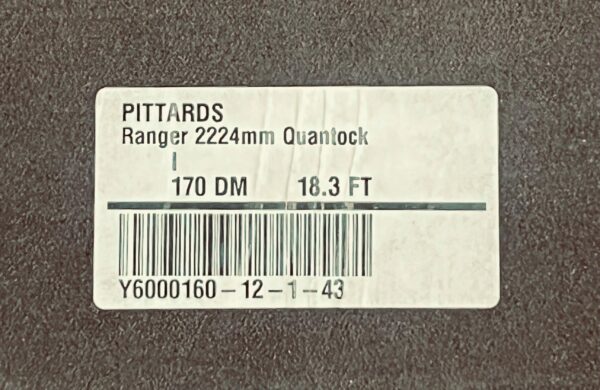 PITTARDS
Ranger 2224mm Quantock
I
170 DM 18.3 FT
Y6000160-12-1-43